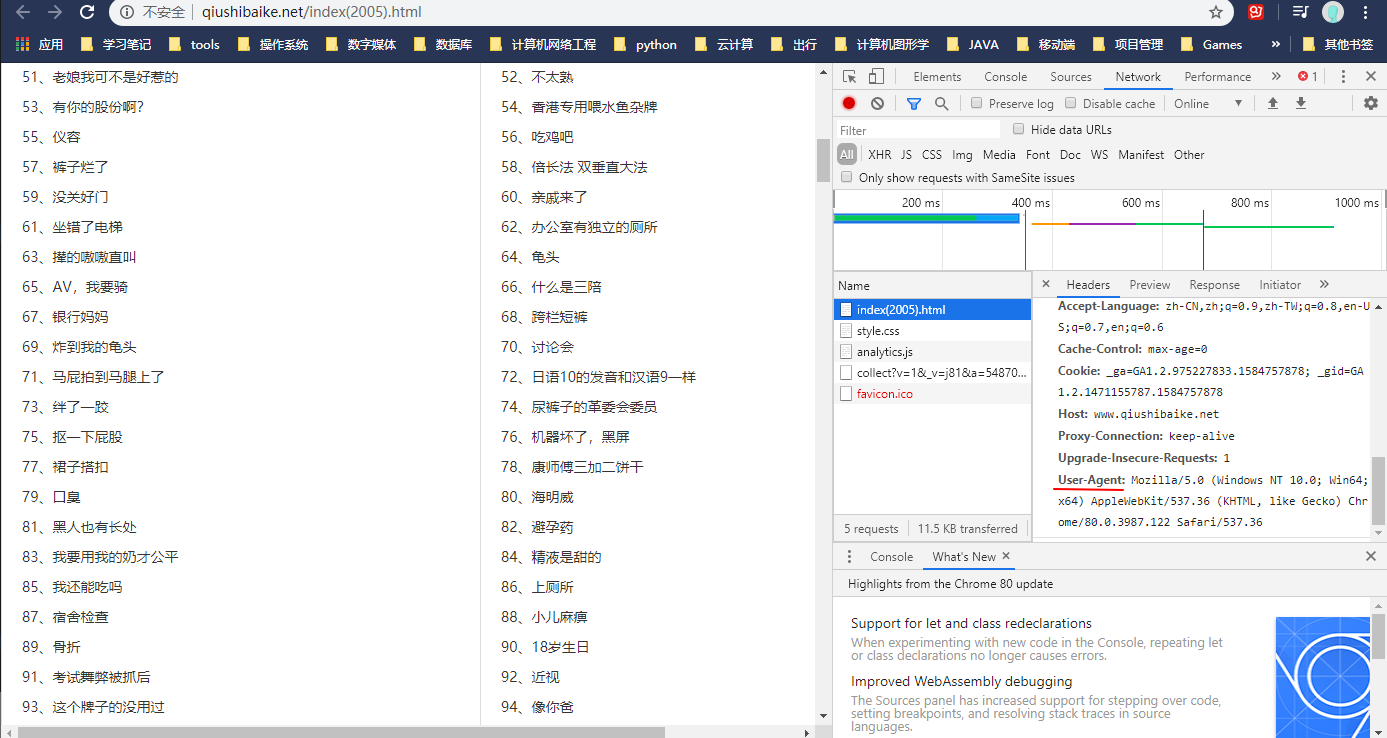 不安全 qiushibaike.net/index(2005).html
应用 学习笔记 tools 操作系统 数字媒体 数据库 计算机网络工程 python 云计算 出行 计算机图形学 JAVA 移动端 项目管理 Games » 其他书签
51、老娘我可不是好惹的
52、不太熟
53、有你的股份啊?
54、香港专用喂水鱼杂牌
55、仪容
56、吃鸡吧
57、裤子烂了
58、倍长法 双垂直大法
59、没关好门
60、亲戚来了
61、坐错了电梯
62、办公室有独立的厕所
63、撵的嗷嗷直叫
64、龟头
65、AV，我要骑
66、什么是三陪
67、银行妈妈
68、跨栏短裤
69、炸到我的龟头
70、讨论会
71、马屁拍到马腿上了
72、日语10的发音和汉语9一样
73、绊了一跤
74、尿裤子的革委会委员
75、抠一下屁股
76、机器坏了，黑屏
77、裙子搭扣
78、康师傅三加二饼干
79、口臭
80、海明威
81、黑人也有长处
82、避孕药
83、我要用我的奶才公平
84、精液是甜的
85、我还能吃吗
86、上厕所
87、宿舍检查
88、小儿麻痹
89、骨折
90、18岁生日
91、考试舞弊被抓后
92、近视
93、这个牌子的没用过
94、像你爸
Elements Console Sources Network Performance » 1
Preserve log Disable cache Online
Filter Hide data URLs
All XHR JS CSS Img Media Font Doc WS Manifest Other
Only show requests with SameSite issues
200 ms 400 ms 600 ms 800 ms 1000 ms
Name
index(2005).html
style.css
analytics.js
collect?v=1&_v=j81&a=54870...
favicon.ico
5 requests 11.5 KB transferred
Headers Preview Response Initiator »
Accept-Language: zh-CN,zh;q=0.9,zh-TW;q=0.8,en-U
S;q=0.7,en;q=0.6
Cache-Control: max-age=0
Cookie: _ga=GA1.2.975227833.1584757878; _gid=GA
1.2.1471155787.1584757878
Host: www.qiushibaike.net
Proxy-Connection: keep-alive
Upgrade-Insecure-Requests: 1
User-Agent: Mozilla/5.0 (Windows NT 10.0; Win64;
x64) AppleWebKit/537.36 (KHTML, like Gecko) Chr
ome/80.0.3987.122 Safari/537.36
Console What's New
Highlights from the Chrome 80 update
Support for let and class redeclarations
When experimenting with new code in the Console, repeating let
or class declarations no longer causes errors.
Improved WebAssembly debugging
The Sources panel has increased support for stepping over code,
setting breakpoints, and resolving stack traces in source
languages.